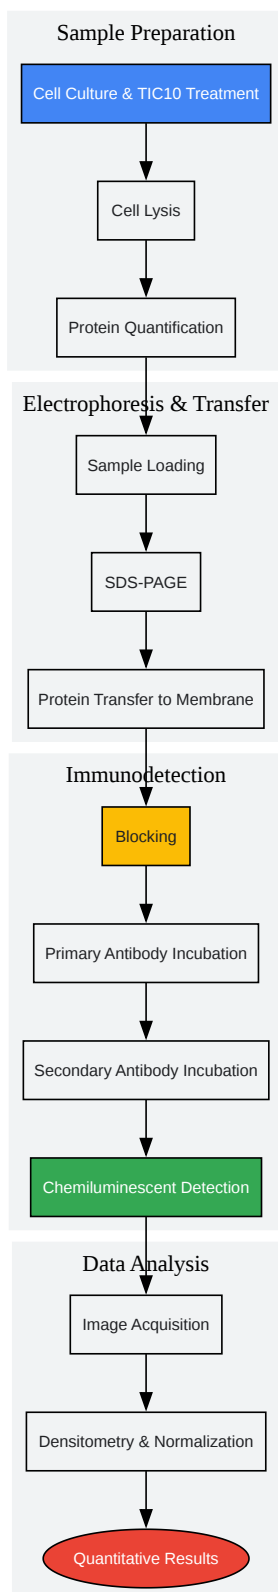 Sample Preparation
Cell Culture & TIC10 Treatment
Cell Lysis
Protein Quantification
Electrophoresis & Transfer
Sample Loading
SDS-PAGE
Protein Transfer to Membrane
Immunodetection
Blocking
Primary Antibody Incubation
Secondary Antibody Incubation
Chemiluminescent Detection
Data Analysis
Image Acquisition
Densitometry & Normalization
Quantitative Results